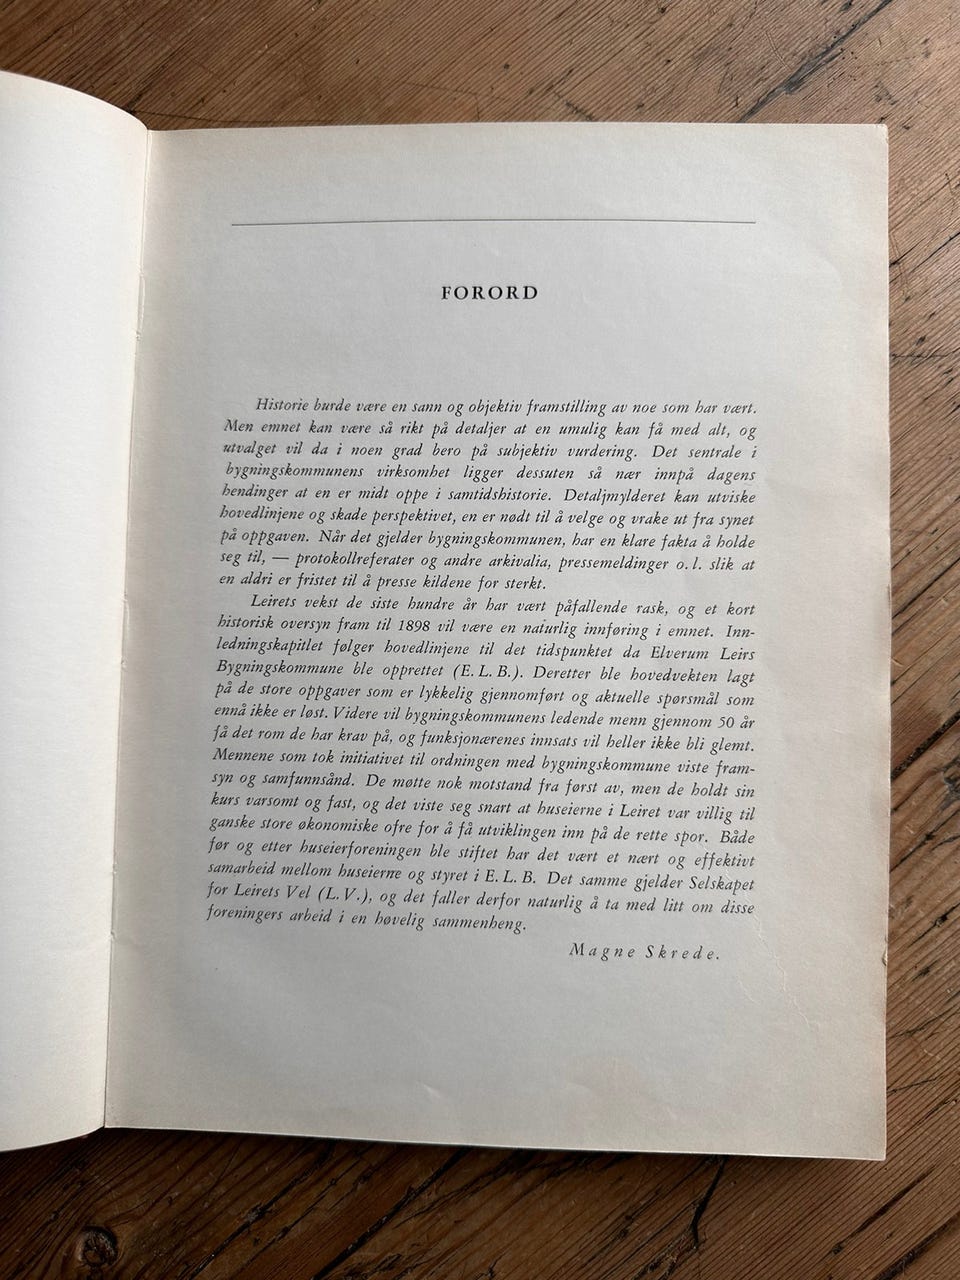 FORORD
Historie burde være en sann og objektiv framstilling av noe som har vært.
Men emnet kan være så rikt på detaljer at en umulig kan få med alt, og
utvalget vil da i noen grad bero på subjektiv vurdering. Det sentrale i
bygningskommunens virksomhet ligger dessuten så nær innpå dagens
hendinger at en er midt oppe i samtidshistorie. Detaljmylderet kan utviske
hovedlinjene og skade perspektivet, en er nødt til å velge og vrake ut fra synet
på oppgaven. Når det gjelder bygningskommunen, har en klare fakta å holde
seg til, — protokollreferater og andre arkivalia, pressemeldinger o. l. slik at
en aldri er fristet til å presse kildene for sterkt.
Leirets vekst de siste hundre år har vært påfallende rask, og et kort
historisk oversyn fram til 1898 vil være en naturlig innføring i emnet. Inn-
ledningskapitlet følger hovedlinjene til det tidspunktet da Elverum Leirs
Bygningskommune ble opprettet (E. L. B.). Deretter ble hovedvekten lagt
på de store oppgaver som er lykkelig gjennomført og aktuelle spørsmål som
ennå ikke er løst. Videre vil bygningskommunens ledende menn gjennom 50 år
få det rom de har krav på, og funksjonærenes innsats vil heller ikke bli glemt.
Mennene som tok initiativet til ordningen med bygningskommune viste fram-
syn og samfunnsånd. De møtte nok motstand fra først av, men de holdt sin
kurs varsomt og fast, og det viste seg snart at huseierne i Leiret var villig til
ganske store økonomiske ofre for å få utviklingen inn på de rette spor. Både
før og etter huseierforeningen ble stiftet har det vært et nært og effektivt
samarbeid mellom huseierne og styret i E. L. B. Det samme gjelder Selskapet
for Leirets Vel (L. V.), og det faller derfor naturlig å ta med litt om disse
foreningers arbeid i en høvelig sammenheng.
Magne Skrede.